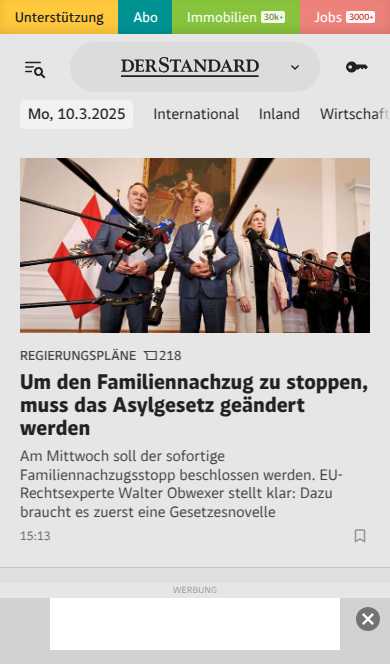 Unterstützung Abo Immobilien 30k+ Jobs 3000+
DERSTANDARD
Mo, 10.3.2025 International Inland Wirtschaft
REGIERUNGSPLÄNE 218
Um den Familiennachzug zu stoppen,
muss das Asylgesetz geändert
werden
Am Mittwoch soll der sofortige
Familiennachzugsstopp beschlossen werden. EU-
Rechtsexperte Walter Obwexer stellt klar: Dazu
braucht es zuerst eine Gesetzesnovelle
15:13
WERBUNG